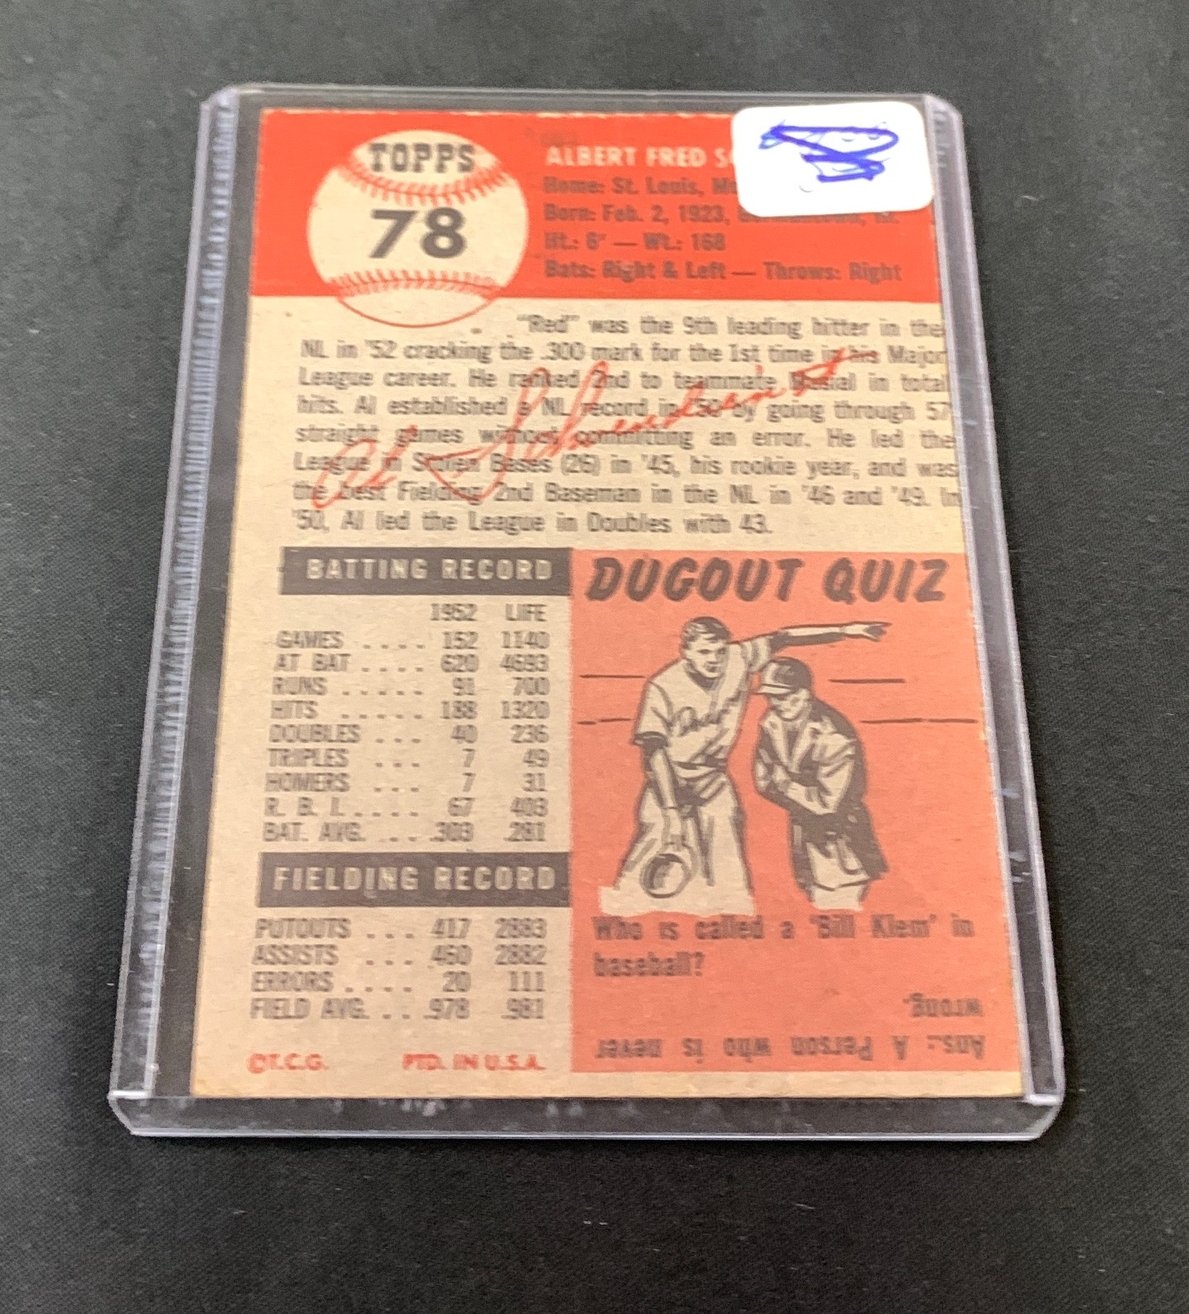 TOPPS
78
ALBERT FRED
Home: St. Louis,
Born: Feb. 2, 1923,
Ht.: 6' — Wt.: 168
Bats: Right & Left — Throws: Right
"Red" was the 9th leading hitter in the
NL in '52 cracking the .300 mark for the 1st time in his Major
League career. He ranked 2nd to teammate Musial in total
hits. Al established a NL record in '50 by going through 57
straight games without committing an error. He led the
League in Stolen Bases (26) in '45, his rookie year, and was
the best Fielding 2nd Baseman in the NL in '46 and '49. In
'50, Al led the League in Doubles with 43.
Al Schoendienst
BATTING RECORD
1952 LIFE
GAMES .... 152 1140
AT BAT .... 620 4693
RUNS ..... 91 700
HITS ..... 188 1320
DOUBLES ... 40 236
TRIPLES ... 7 49
HOMERS ... 7 31
R. B. I. .... 67 403
BAT. AVG. ... .303 .281
FIELDING RECORD
PUTOUTS ... 417 2883
ASSISTS ... 460 2882
ERRORS .... 20 111
FIELD AVG. ... .978 .981
©T.C.G. PTD. IN U.S.A.
DUGOUT QUIZ
Who is called a 'Bill Klem' in
baseball?
Ans.: A Person who is never
wrong.